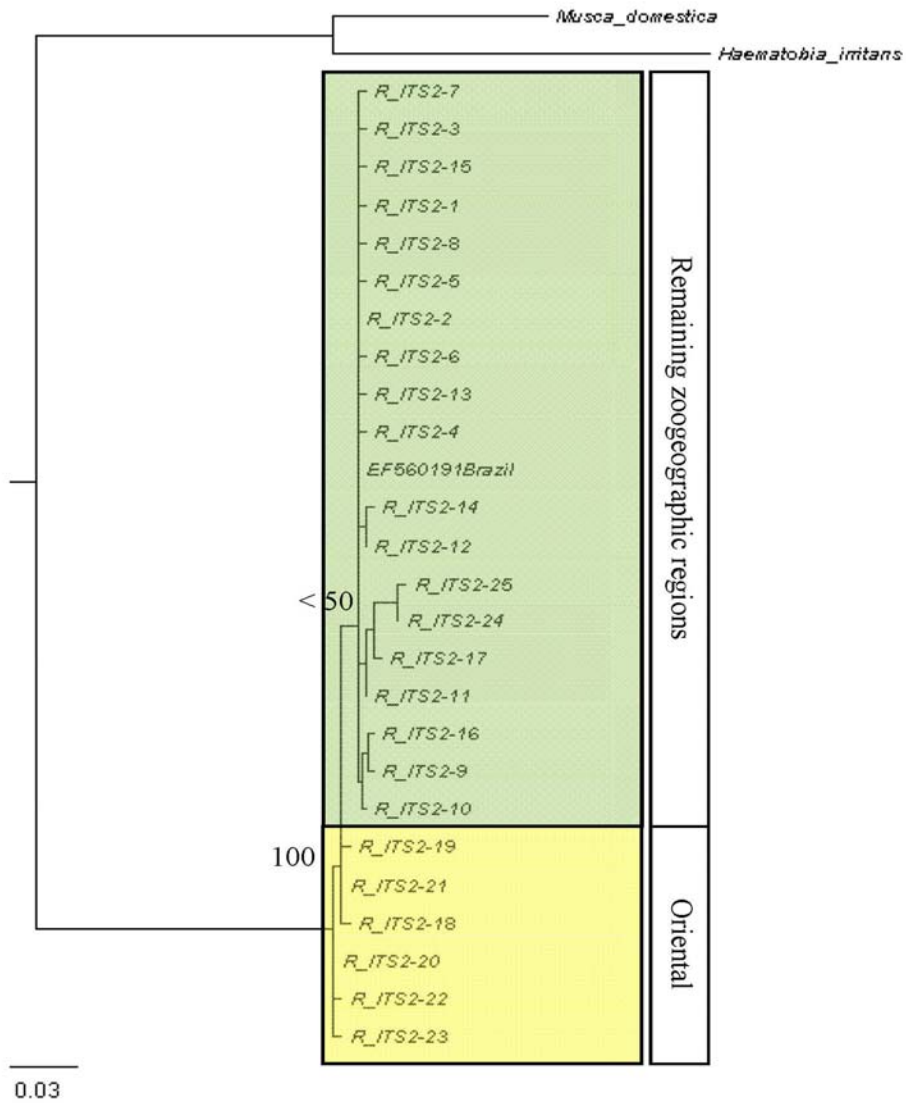 Musca_domestica
Haematobia_irritans
R_ITS2-7
R_ITS2-3
R_ITS2-15
R_ITS2-1
R_ITS2-8
R_ITS2-5
R_ITS2-2
R_ITS2-6
R_ITS2-13
R_ITS2-4
EF560191Brazil
R_ITS2-14
R_ITS2-12
R_ITS2-25
< 50
R_ITS2-24
R_ITS2-17
R_ITS2-11
R_ITS2-16
R_ITS2-9
R_ITS2-10
Remaining zoogeographic regions
R_ITS2-19
100
R_ITS2-21
R_ITS2-18
R_ITS2-20
R_ITS2-22
R_ITS2-23
Oriental
0.03